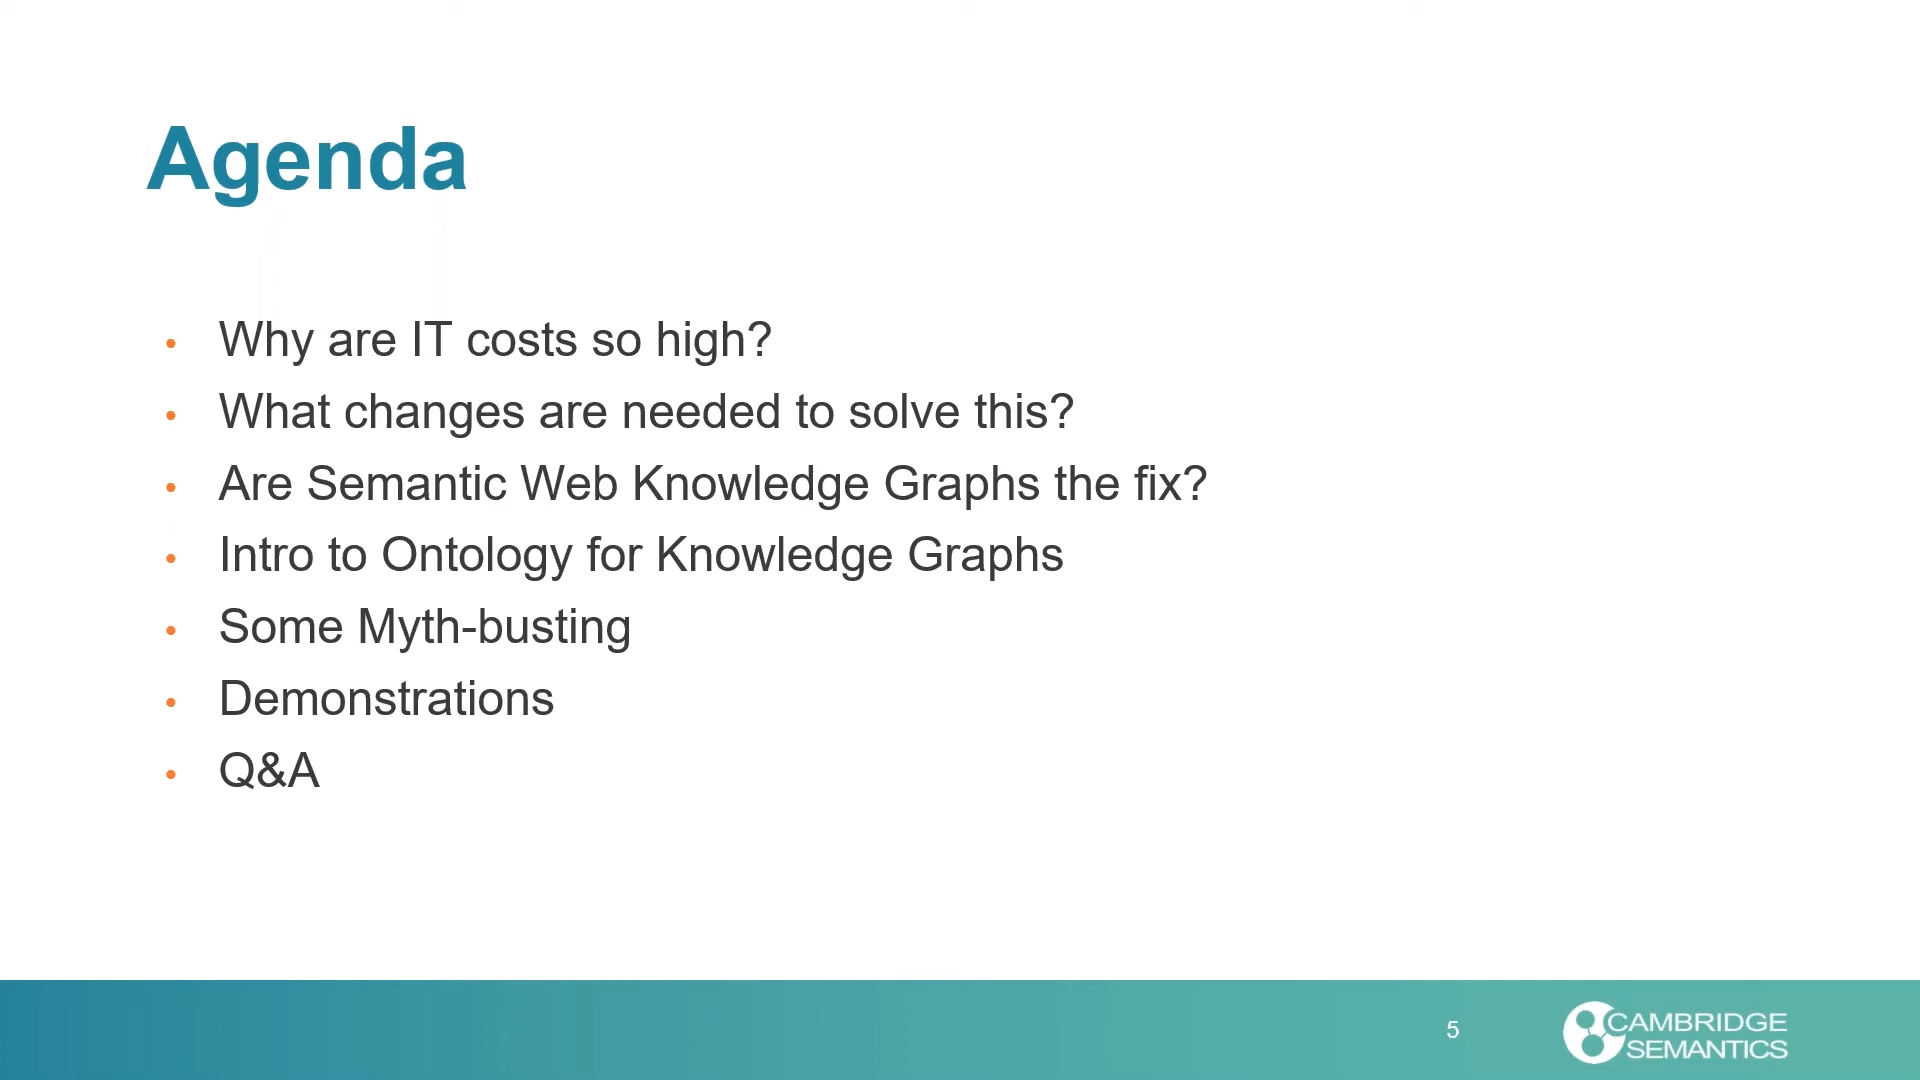 Agenda
• Why are IT costs so high?
• What changes are needed to solve this?
• Are Semantic Web Knowledge Graphs the fix?
• Intro to Ontology for Knowledge Graphs
• Some Myth-busting
• Demonstrations
• Q&A
5
CAMBRIDGE
SEMANTICS